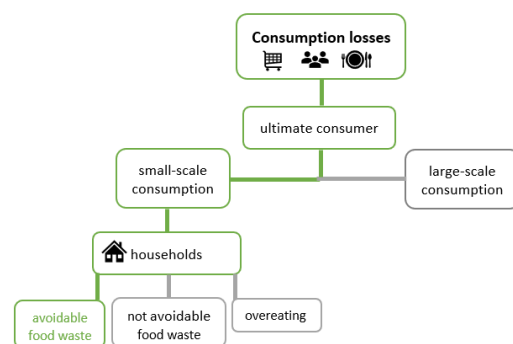 Consumption losses
ultimate consumer
small-scale
consumption
large-scale
consumption
households
avoidable
food waste
not avoidable
food waste
overeating